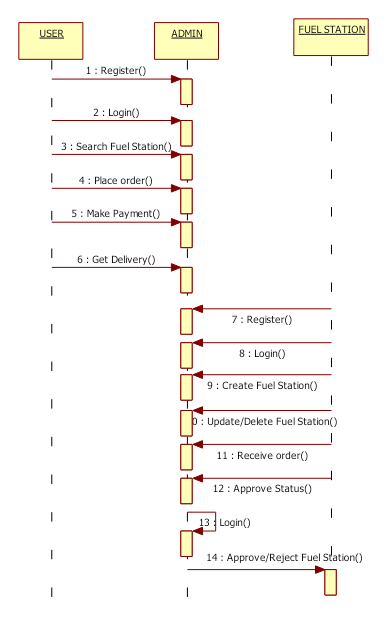 USER
ADMIN
FUEL STATION
1 : Register()
2 : Login()
3 : Search Fuel Station()
4 : Place order()
5 : Make Payment()
6 : Get Delivery()
7 : Register()
8 : Login()
9 : Create Fuel Station()
0 : Update/Delete Fuel Station()
11 : Receive order()
12 : Approve Status()
13 : Login()
14 : Approve/Reject Fuel Station()